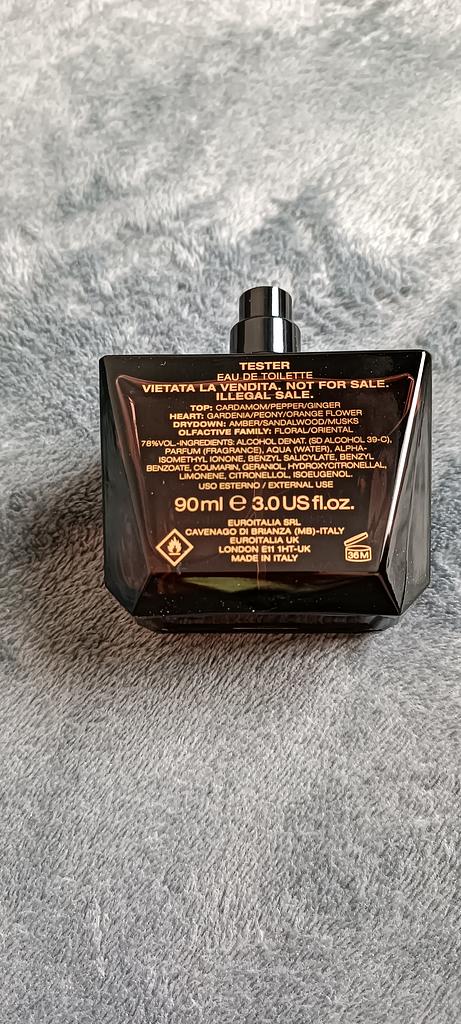 TESTER
EAU DE TOILETTE
VIETATA LA VENDITA. NOT FOR SALE.
ILLEGAL SALE.
TOP: CARDAMOM/PEPPER/GINGER
HEART: GARDENIA/PEONY/ORANGE FLOWER
DRYDOWN: AMBER/SANDALWOOD/MUSKS
OLFACTIVE FAMILY: FLORAL/ORIENTAL
78%VOL-INGREDIENTS: ALCOHOL DENAT. (SD ALCOHOL 39-C),
PARFUM (FRAGRANCE), AQUA (WATER), ALPHA-
ISOMETHYL IONONE, BENZYL SALICYLATE, BENZYL
BENZOATE, COUMARIN, GERANIOL, HYDROXYCITRONELLAL,
LIMONENE, CITRONELLOL, ISOEUGENOL.
USO ESTERNO / EXTERNAL USE
90ml ℮ 3.0 US fl.oz.
EUROITALIA SRL
CAVENAGO DI BRIANZA (MB)-ITALY
EUROITALIA UK
LONDON E11 1HT-UK
MADE IN ITALY
36M